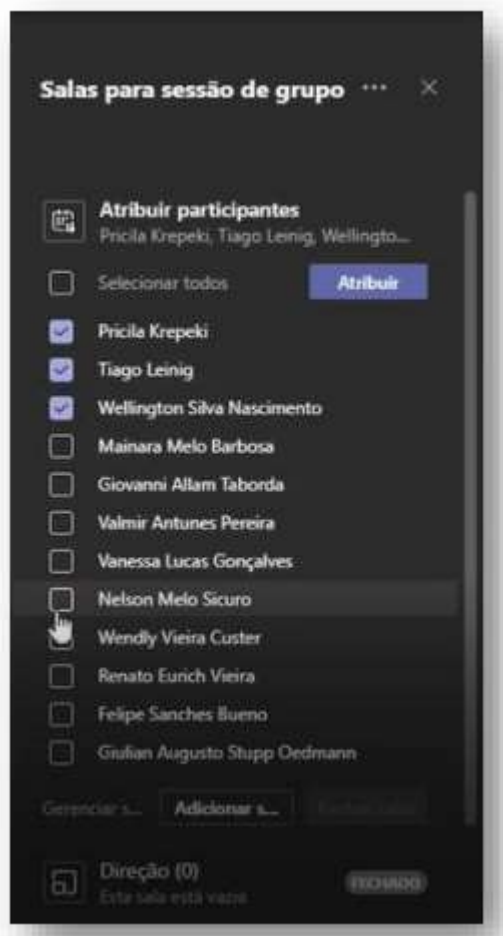 Salas para sessão de grupo ...
Atribuir participantes
Pricila Krepeki, Tiago Leinig, Wellingto...
Selecionar todos Atribuir
Pricila Krepeki
Tiago Leinig
Wellington Silva Nascimento
Mainara Melo Barbosa
Giovanni Allam Taborda
Valmir Antunes Pereira
Vanessa Lucas Gonçalves
Nelson Melo Sicuro
Wendly Vieira Custer
Renato Eurich Vieira
Felipe Sanches Bueno
Giulian Augusto Stupp Oedmann
Gerenciar s... Adicionar s...
Direção (0) FECHADO
Esta sala está vazia